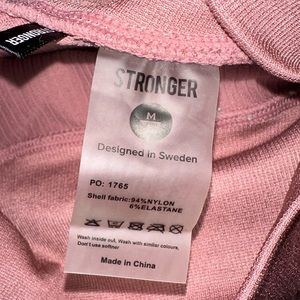 STRONGER
STRONGER
M
Designed in Sweden
PO: 1765
Shell fabric:94%NYLON
6%ELASTANE
Wash inside out, Wash with similar colours,
Don't use softner
Made in China